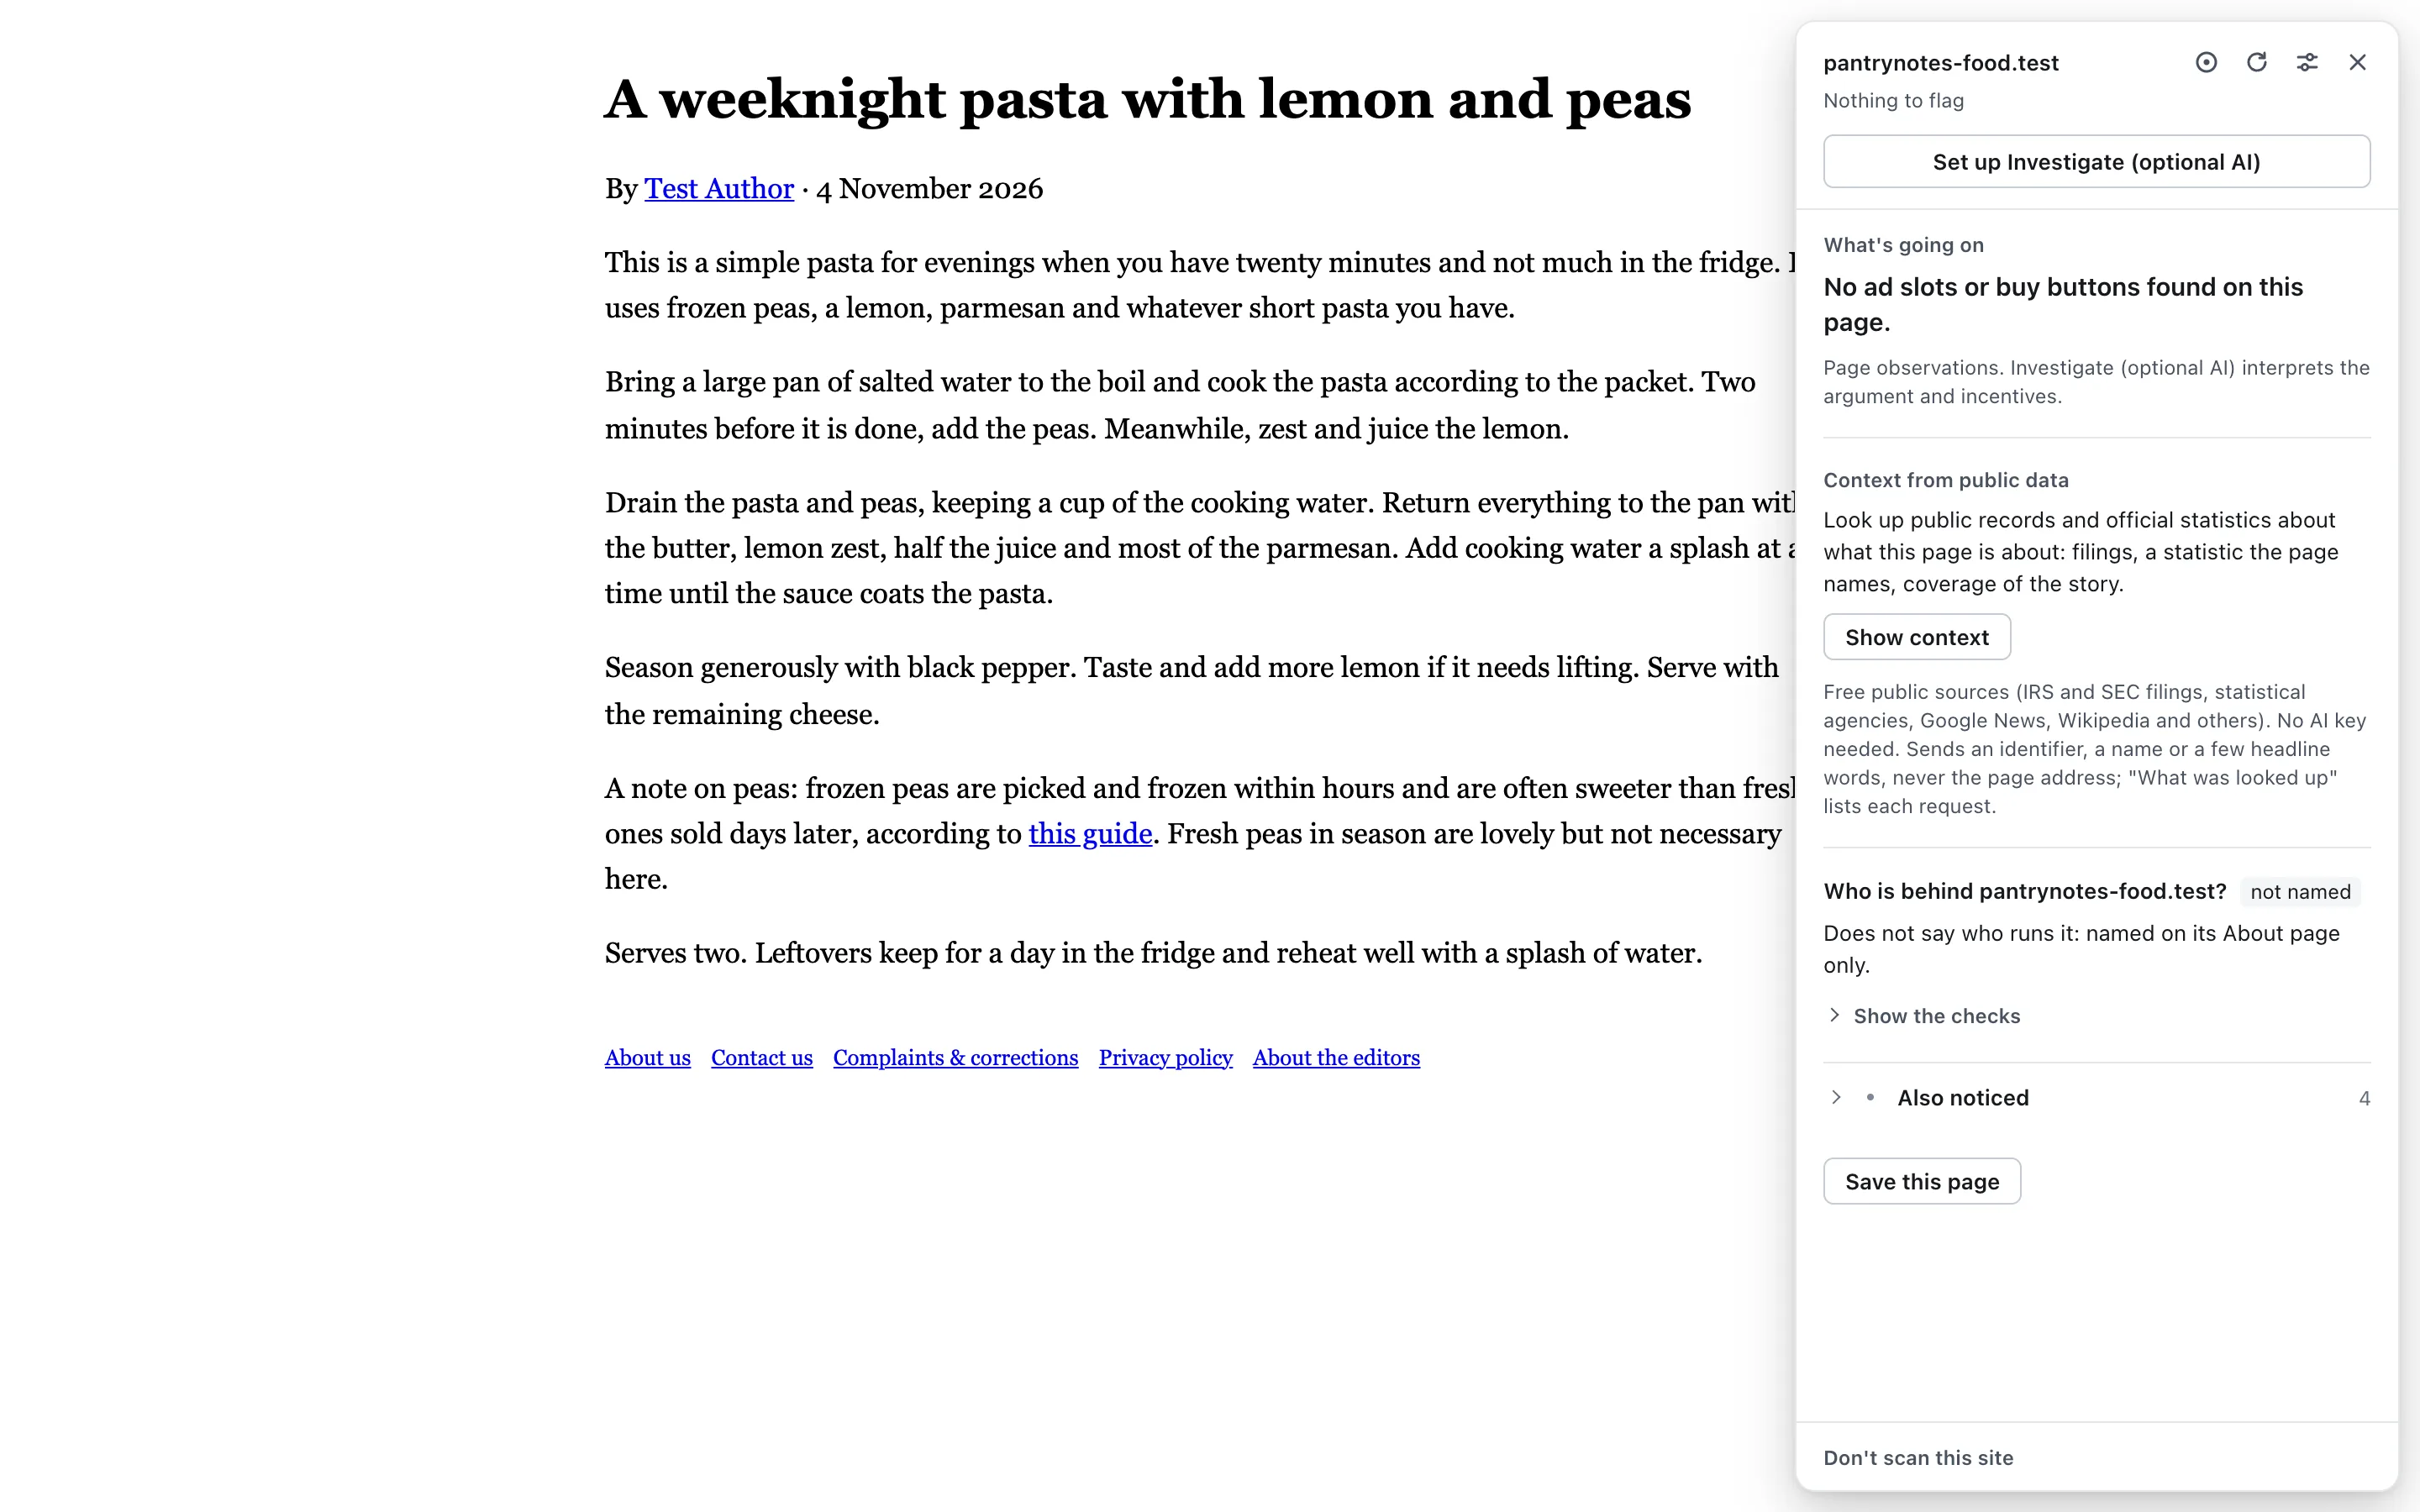 A weeknight pasta with lemon and peas
By Test Author · 4 November 2026
This is a simple pasta for evenings when you have twenty minutes and not much in the fridge.
uses frozen peas, a lemon, parmesan and whatever short pasta you have.
Bring a large pan of salted water to the boil and cook the pasta according to the packet. Two
minutes before it is done, add the peas. Meanwhile, zest and juice the lemon.
Drain the pasta and peas, keeping a cup of the cooking water. Return everything to the pan
the butter, lemon zest, half the juice and most of the parmesan. Add cooking water a splash at
time until the sauce coats the pasta.
Season generously with black pepper. Taste and add more lemon if it needs lifting. Serve with
the remaining cheese.
A note on peas: frozen peas are picked and frozen within hours and are often sweeter than
ones sold days later, according to this guide. Fresh peas in season are lovely but not necessary
here.
Serves two. Leftovers keep for a day in the fridge and reheat well with a splash of water.
About us Contact us Complaints & corrections Privacy policy About the editors
pantrynotes-food.test
Nothing to flag
Set up Investigate (optional AI)
What's going on
No ad slots or buy buttons found on this
page.
Page observations. Investigate (optional AI) interprets the
argument and incentives.
Context from public data
Look up public records and official statistics about
what this page is about: filings, a statistic the page
names, coverage of the story.
Show context
Free public sources (IRS and SEC filings, statistical
agencies, Google News, Wikipedia and others). No AI key
needed. Sends an identifier, a name or a few headline
words, never the page address; "What was looked up"
lists each request.
Who is behind pantrynotes-food.test? not named
Does not say who runs it: named on its About page
only.
Show the checks
• Also noticed 4
Save this page
Don't scan this site